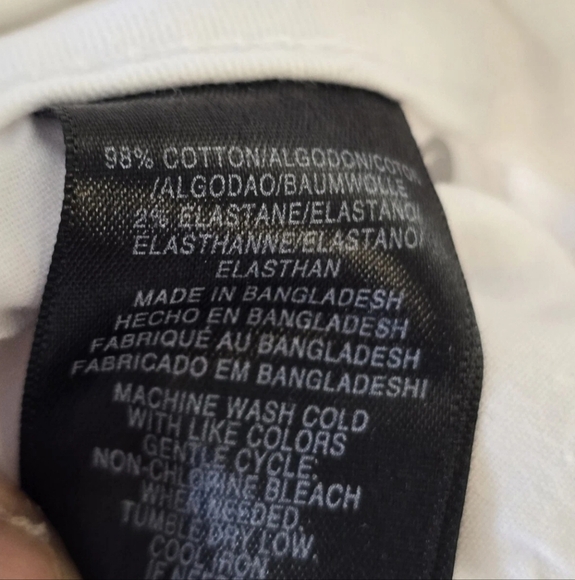 98% COTTON/ALGODON/COTON
/ALGODAO/BAUMWOLLE
2% ELASTANE/ELASTANO/
ELASTHANNE/ELASTANO/
ELASTHAN
MADE IN BANGLADESH
HECHO EN BANGLADESH
FABRIQUÉ AU BANGLADESH
FABRICADO EM BANGLADESHI
MACHINE WASH COLD
WITH LIKE COLORS
GENTLE CYCLE;
NON-CHLORINE BLEACH
WHEN NEEDED.
TUMBLE DRY LOW.
COOL IRON
IF